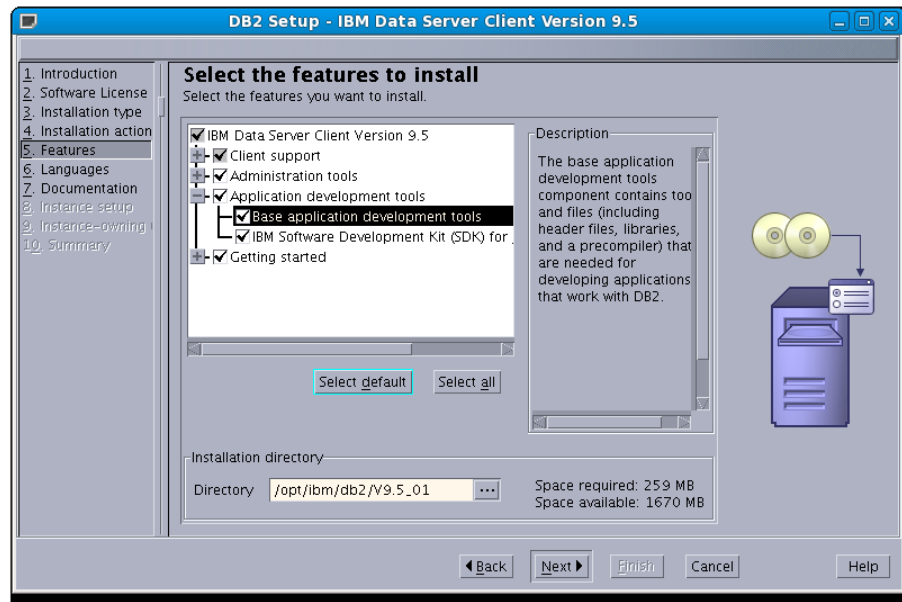 DB2 Setup - IBM Data Server Client Version 9.5
1. Introduction
2. Software License
3. Installation type
4. Installation action
5. Features
6. Languages
7. Documentation
8. Instance setup
9. Instance-owning
10. Summary
Select the features to install
Select the features you want to install.
IBM Data Server Client Version 9.5
Client support
Administration tools
Application development tools
Base application development tools
IBM Software Development Kit (SDK) for
Getting started
Select default
Select all
Description
The base application
development tools
component contains too
and files (including
header files, libraries,
and a precompiler) that
are needed for
developing applications
that work with DB2.
Installation directory
Directory /opt/ibm/db2/V9.5_01 ...
Space required: 259 MB
Space available: 1670 MB
Back
Next
Finish
Cancel
Help